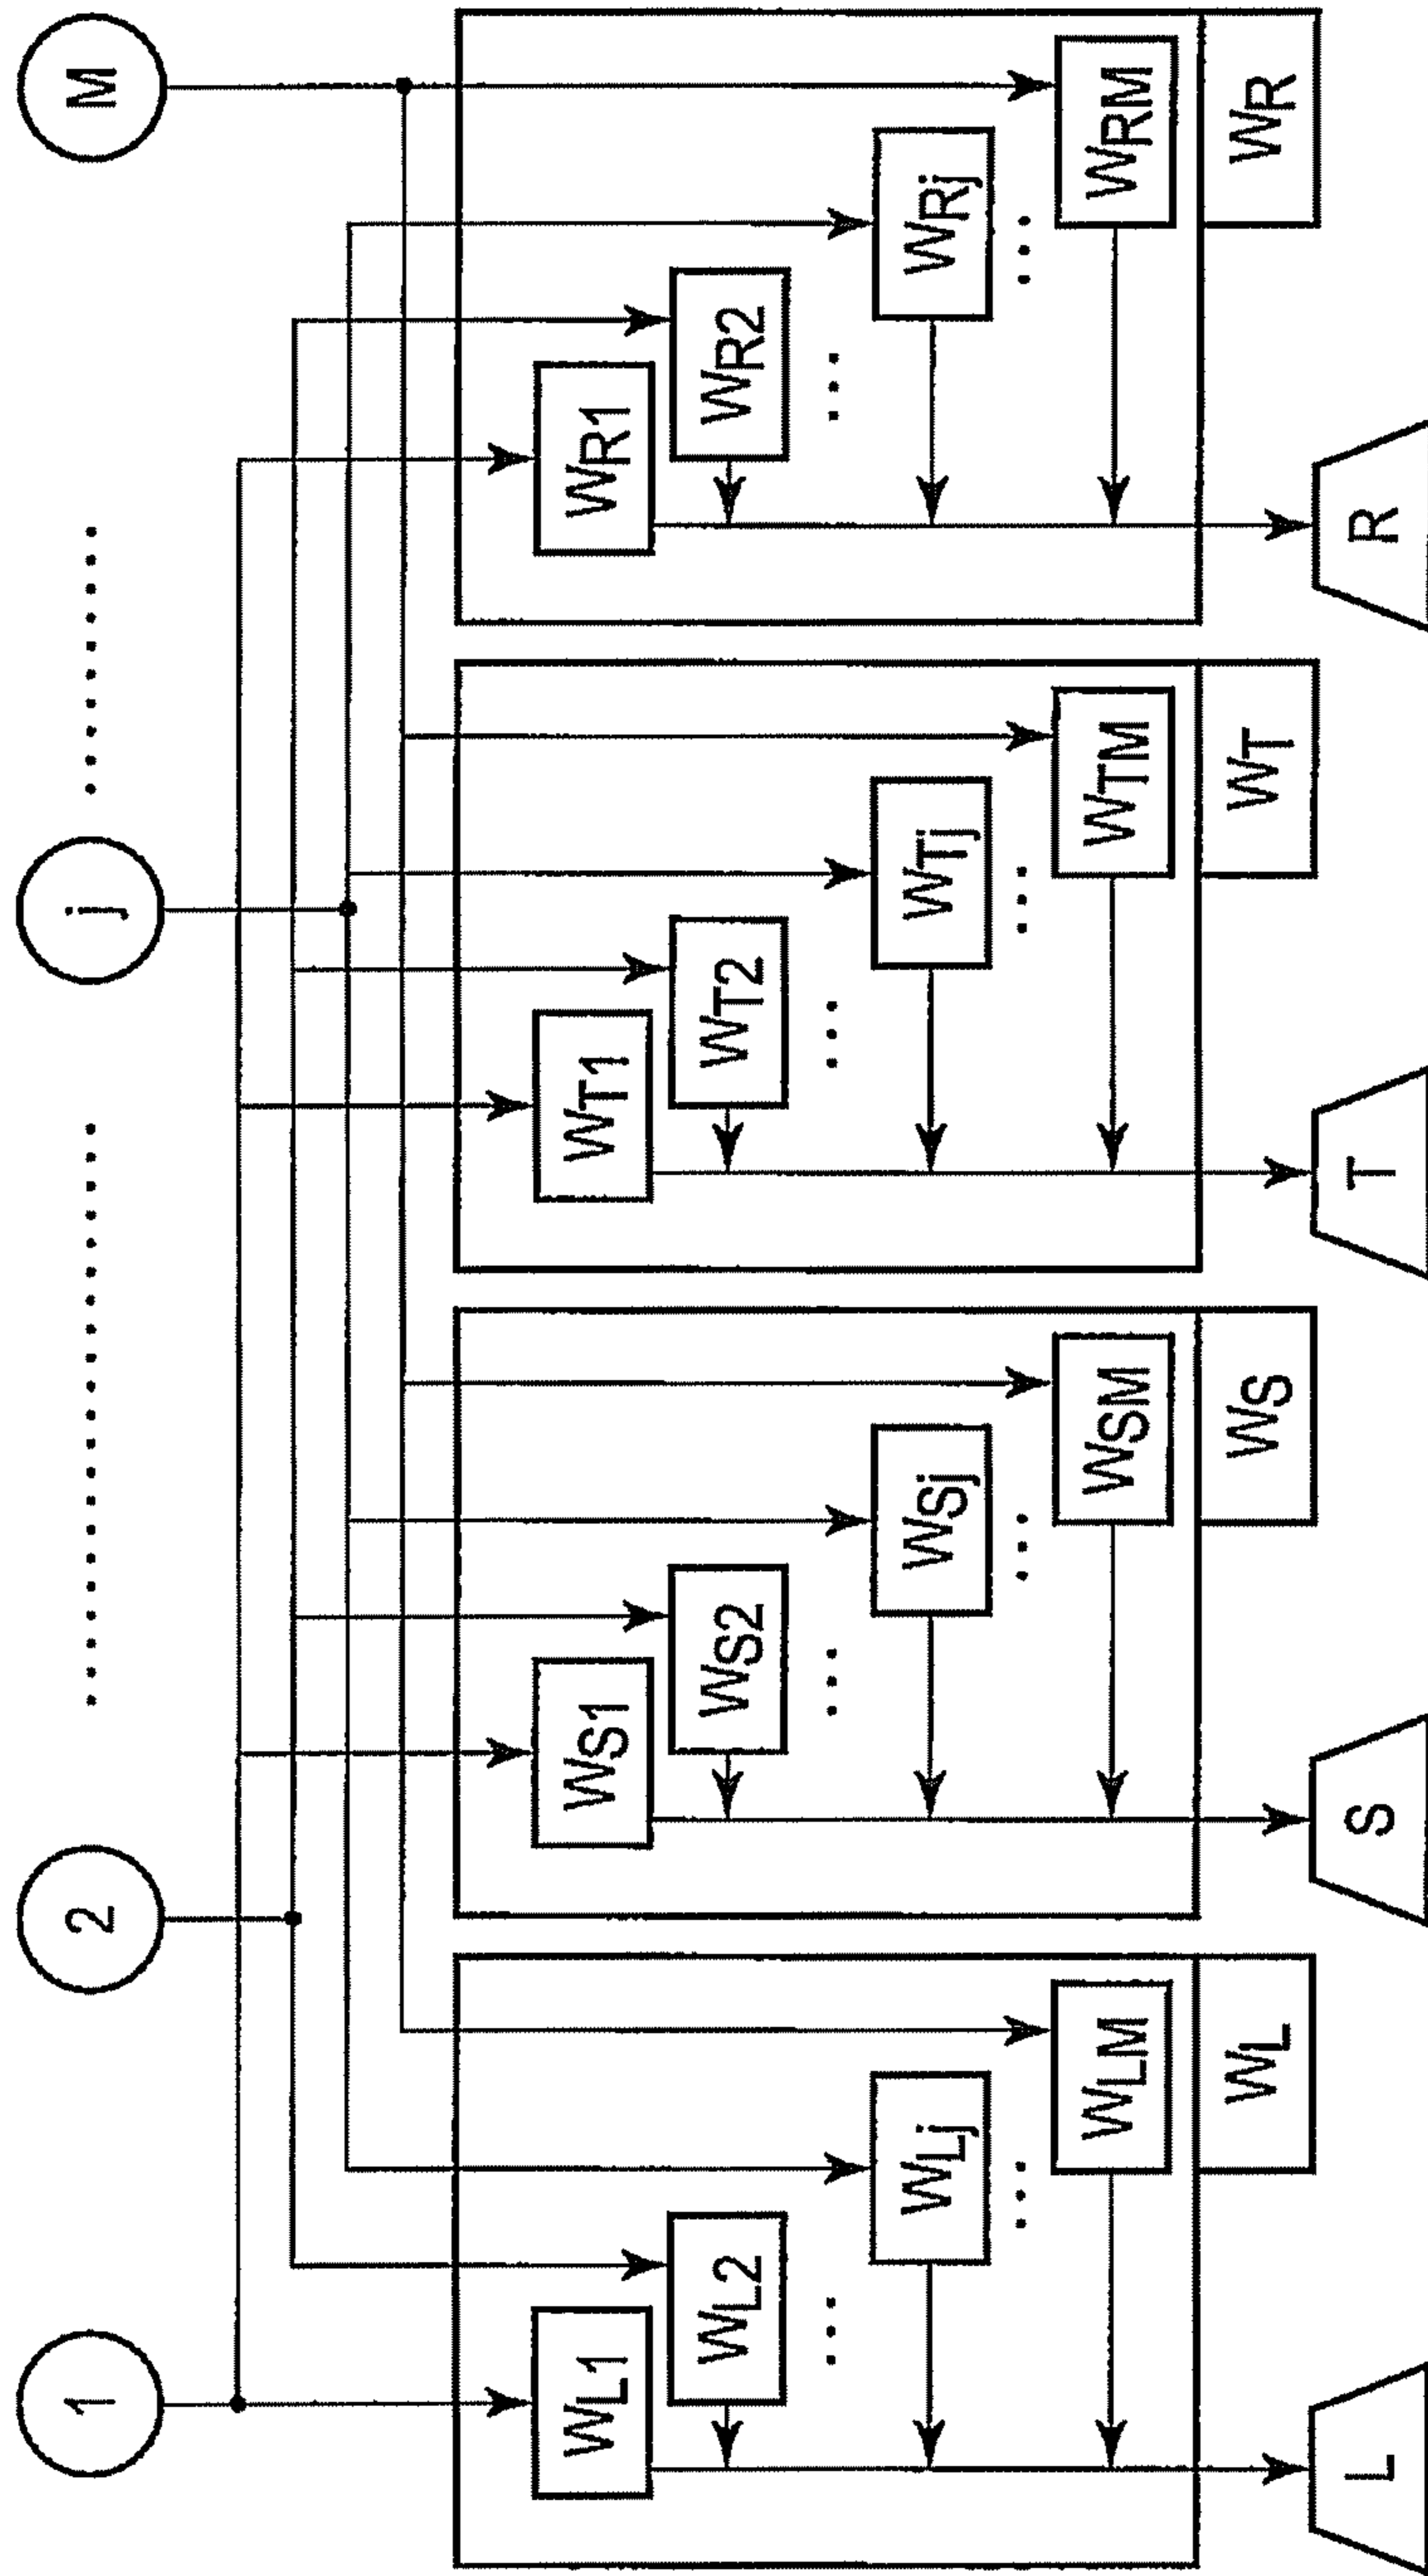 1 2 j M
WL1 WS1 WT1 WR1
WL2 WS2 WT2 WR2
WLj WSj WTj WRj
WLM WSM WTM WRM
WL WS WT WR
L S T R